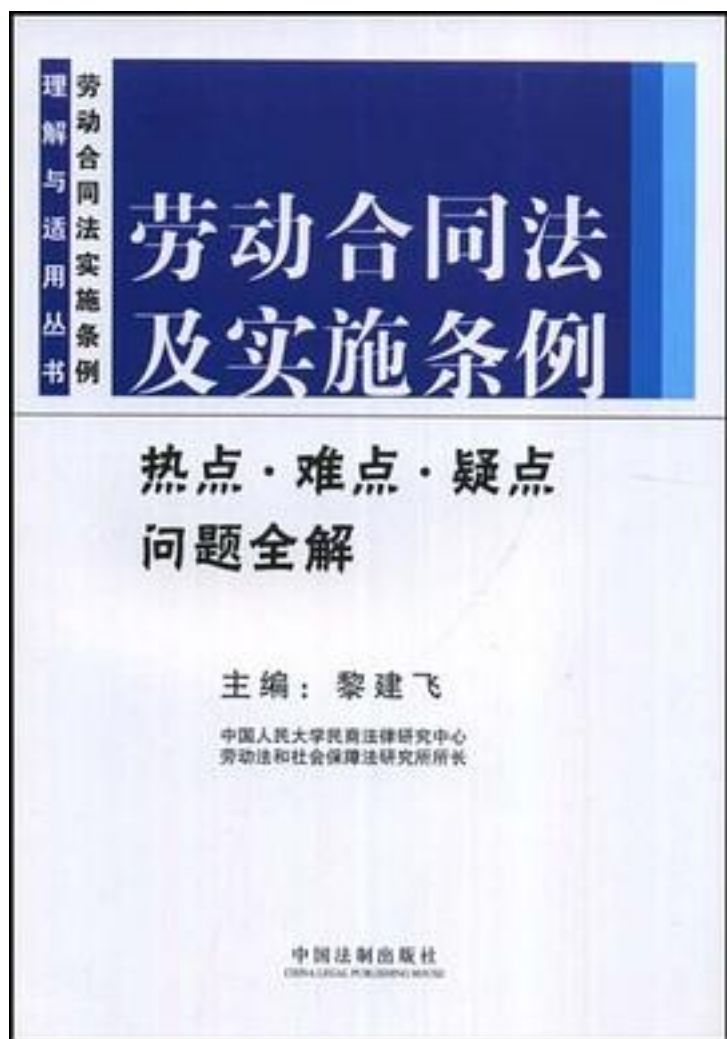 劳动合同法实施条例
理解与适用丛书
劳动合同法
及实施条例
热点·难点·疑点
问题全解
主编：黎建飞
中国人民大学民商法律研究中心
劳动法和社会保障法研究所所长
中国法制出版社
CHINA LEGAL PUBLISHING HOUSE